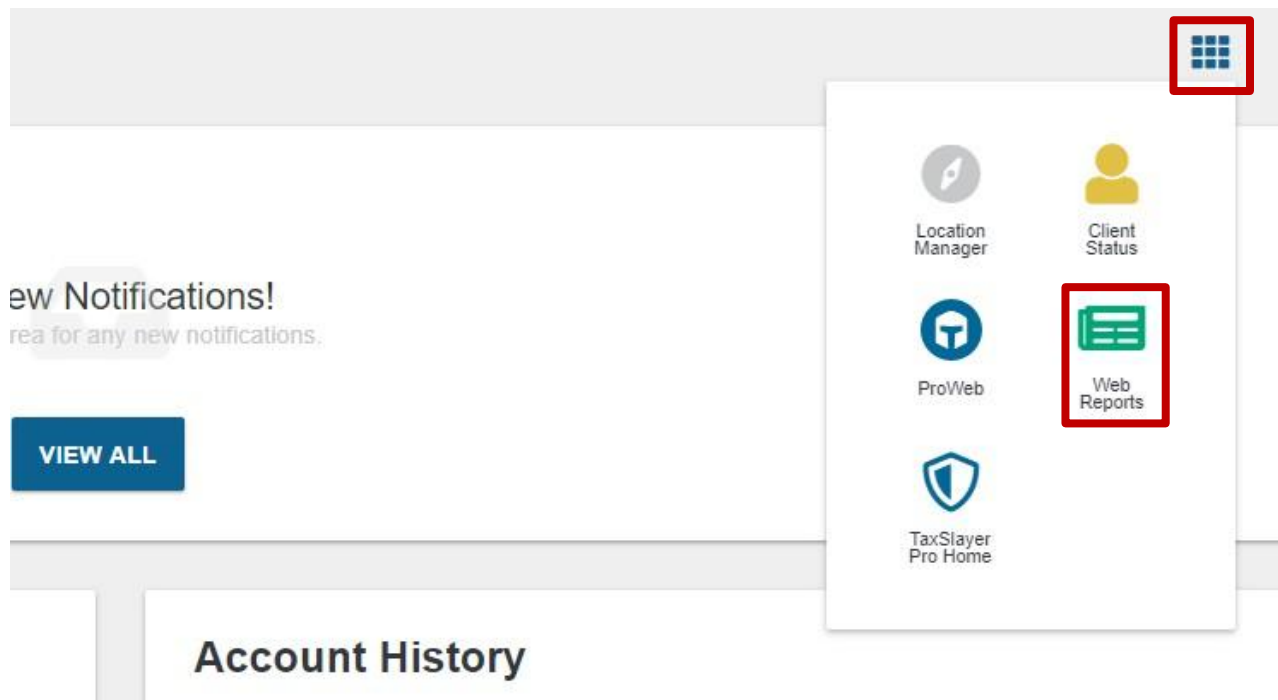 Location
Manager
Client
Status
ew Notifications!
rea for any new notifications.
ProWeb
Web
Reports
VIEW ALL
TaxSlayer
Pro Home
Account History